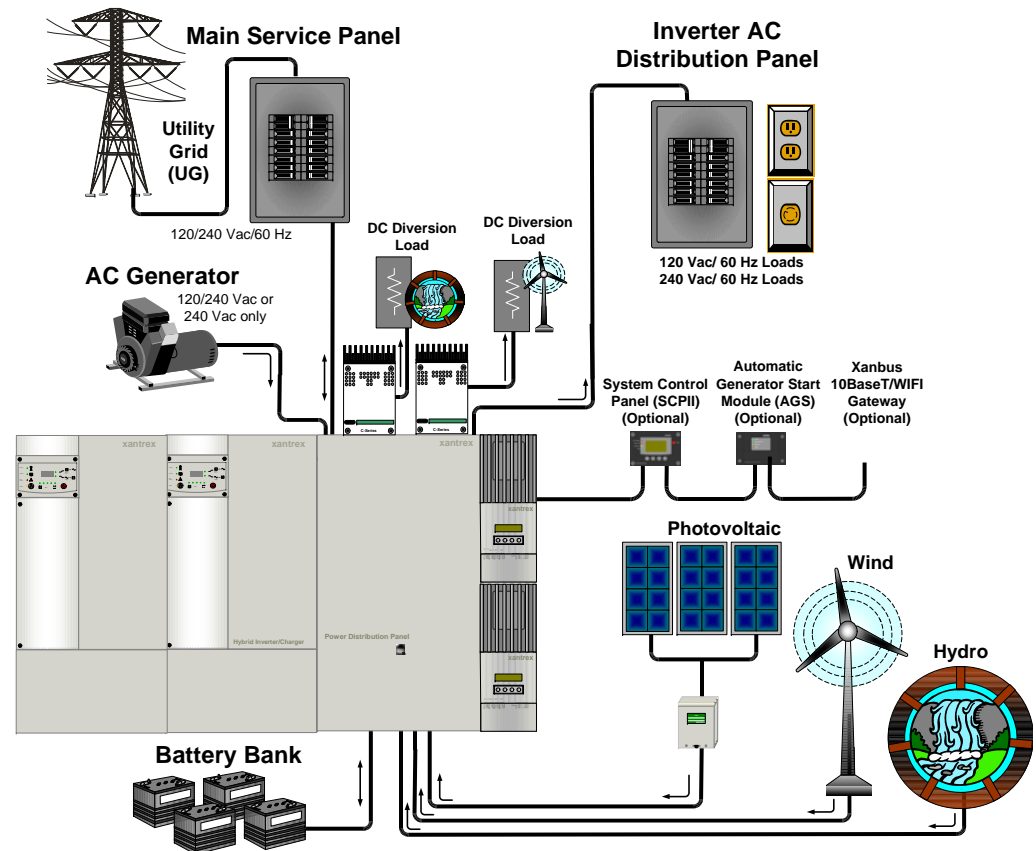 Main Service Panel
Inverter AC
Distribution Panel
Utility
Grid
(UG)
120/240 Vac/60 Hz
DC Diversion
Load
DC Diversion
Load
120 Vac/ 60 Hz Loads
240 Vac/ 60 Hz Loads
AC Generator
120/240 Vac or
240 Vac only
System Control
Panel (SCPII)
(Optional)
Automatic
Generator Start
Module (AGS)
(Optional)
Xanbus
10BaseT/WIFI
Gateway
(Optional)
C-Series
C-Series
xantrex
xantrex
xantrex
xantrex
Photovoltaic
Wind
Hybrid Inverter/Charger
Power Distribution Panel
xantrex
Hydro
Battery Bank